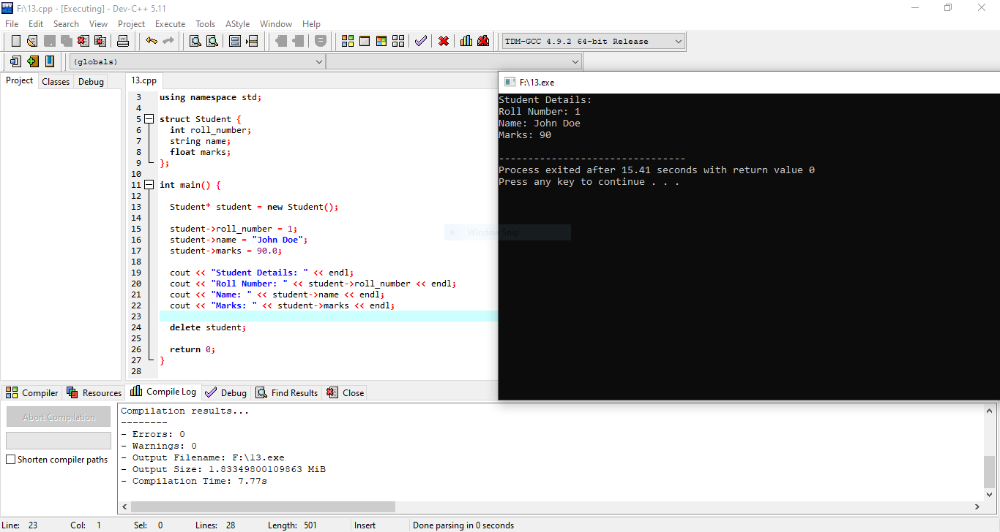 F:\13.cpp - [Executing] - Dev-C++ 5.11
File Edit Search View Project Execute Tools AStyle Window Help
TDM-GCC 4.9.2 64-bit Release
(globals)
Project Classes Debug
13.cpp
3 using namespace std;
4
5 struct Student {
6 int roll_number;
7 string name;
8 float marks;
9 };
10
11 int main() {
12
13 Student* student = new Student();
14
15 student->roll_number = 1;
16 student->name = "John Doe";
17 student->marks = 90.0;
18
19 cout << "Student Details: " << endl;
20 cout << "Roll Number: " << student->roll_number << endl;
21 cout << "Name: " << student->name << endl;
22 cout << "Marks: " << student->marks << endl;
23
24 delete student;
25
26 return 0;
27 }
28
Window Snip
F:\13.exe
Student Details:
Roll Number: 1
Name: John Doe
Marks: 90
--------------------------------
Process exited after 15.41 seconds with return value 0
Press any key to continue . . .
Compiler Resources Compile Log Debug Find Results Close
Abort Compilation
Shorten compiler paths
Compilation results...
--------
- Errors: 0
- Warnings: 0
- Output Filename: F:\13.exe
- Output Size: 1.83349800109863 MiB
- Compilation Time: 7.77s
Line: 23 Col: 1 Sel: 0 Lines: 28 Length: 501 Insert Done parsing in 0 seconds